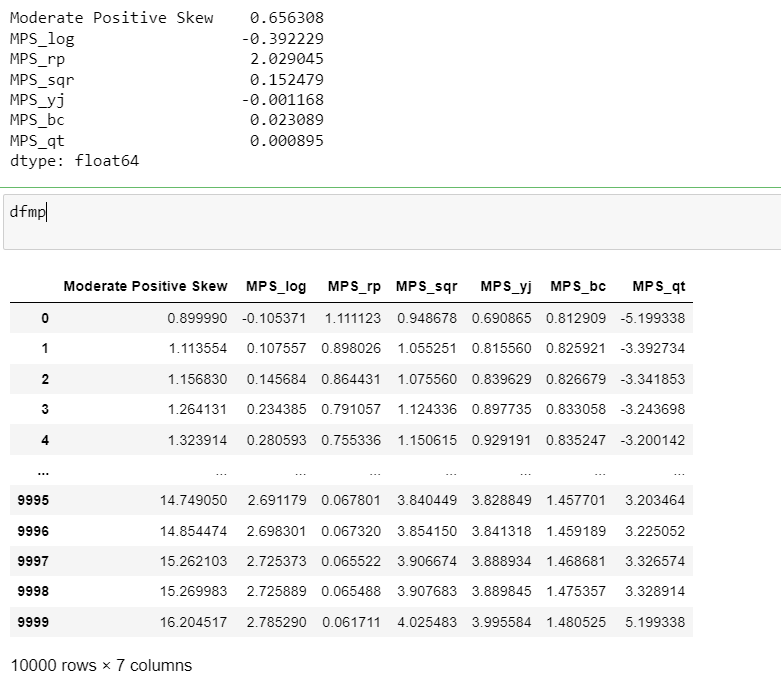 Moderate Positive Skew 0.656308
MPS_log -0.392229
MPS_rp 2.029045
MPS_sqr 0.152479
MPS_yj -0.001168
MPS_bc 0.023089
MPS_qt 0.000895
dtype: float64
dfmp
Moderate Positive Skew MPS_log MPS_rp MPS_sqr MPS_yj MPS_bc MPS_qt
0 0.899990 -0.105371 1.111123 0.948678 0.690865 0.812909 -5.199338
1 1.113554 0.107557 0.898026 1.055251 0.815560 0.825921 -3.392734
2 1.156830 0.145684 0.864431 1.075560 0.839629 0.826679 -3.341853
3 1.264131 0.234385 0.791057 1.124336 0.897735 0.833058 -3.243698
4 1.323914 0.280593 0.755336 1.150615 0.929191 0.835247 -3.200142
... ... ... ... ... ... ... ...
9995 14.749050 2.691179 0.067801 3.840449 3.828849 1.457701 3.203464
9996 14.854474 2.698301 0.067320 3.854150 3.841318 1.459189 3.225052
9997 15.262103 2.725373 0.065522 3.906674 3.888934 1.468681 3.326574
9998 15.269983 2.725889 0.065488 3.907683 3.889845 1.475357 3.328914
9999 16.204517 2.785290 0.061711 4.025483 3.995584 1.480525 5.199338
10000 rows × 7 columns